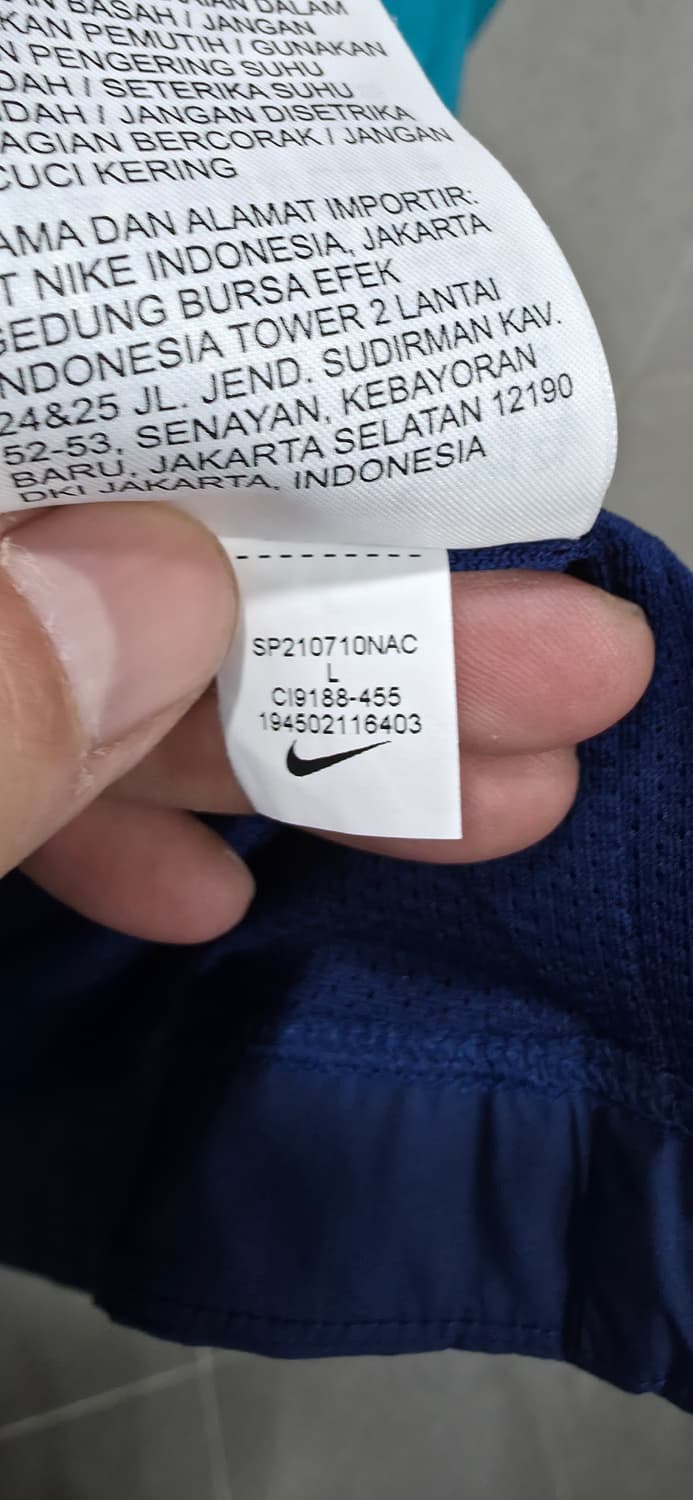 BASAH / JANGAN
KAN PEMUTIH / GUNAKAN
PENGERING SUHU
DAH / SETERIKA SUHU
DAH / JANGAN DISETRIKA
AGIAN BERCORAK / JANGAN
CUCI KERING
AMA DAN ALAMAT IMPORTIR:
T NIKE INDONESIA, JAKARTA
GEDUNG BURSA EFEK
NDONESIA TOWER 2 LANTAI
24&25 JL. JEND. SUDIRMAN KAV.
52-53, SENAYAN, KEBAYORAN
BARU, JAKARTA SELATAN 12190
DKI JAKARTA, INDONESIA
SP210710NAC
L
CI9188-455
194502116403